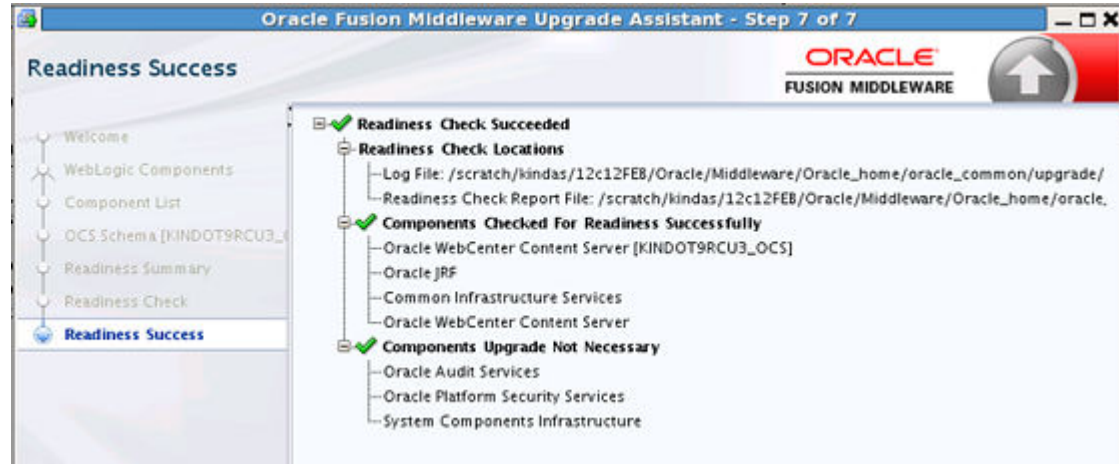 Oracle Fusion Middleware Upgrade Assistant - Step 7 of 7
Readiness Success
ORACLE
FUSION MIDDLEWARE
Welcome
WebLogic Components
Component List
OCS Schema [KINDOT9RCU3_
Readiness Summary
Readiness Check
Readiness Success
Readiness Check Succeeded
Readiness Check Locations
Log File: /scratch/kindas/12c12FEB/Oracle/Middleware/Oracle_home/oracle_common/upgrade/
Readiness Check Report File: /scratch/kindas/12c12FEB/Oracle/Middleware/Oracle_home/oracle_
Components Checked For Readiness Successfully
Oracle WebCenter Content Server [KINDOT9RCU3_OCS]
Oracle JRF
Common Infrastructure Services
Oracle WebCenter Content Server
Components Upgrade Not Necessary
Oracle Audit Services
Oracle Platform Security Services
System Components Infrastructure